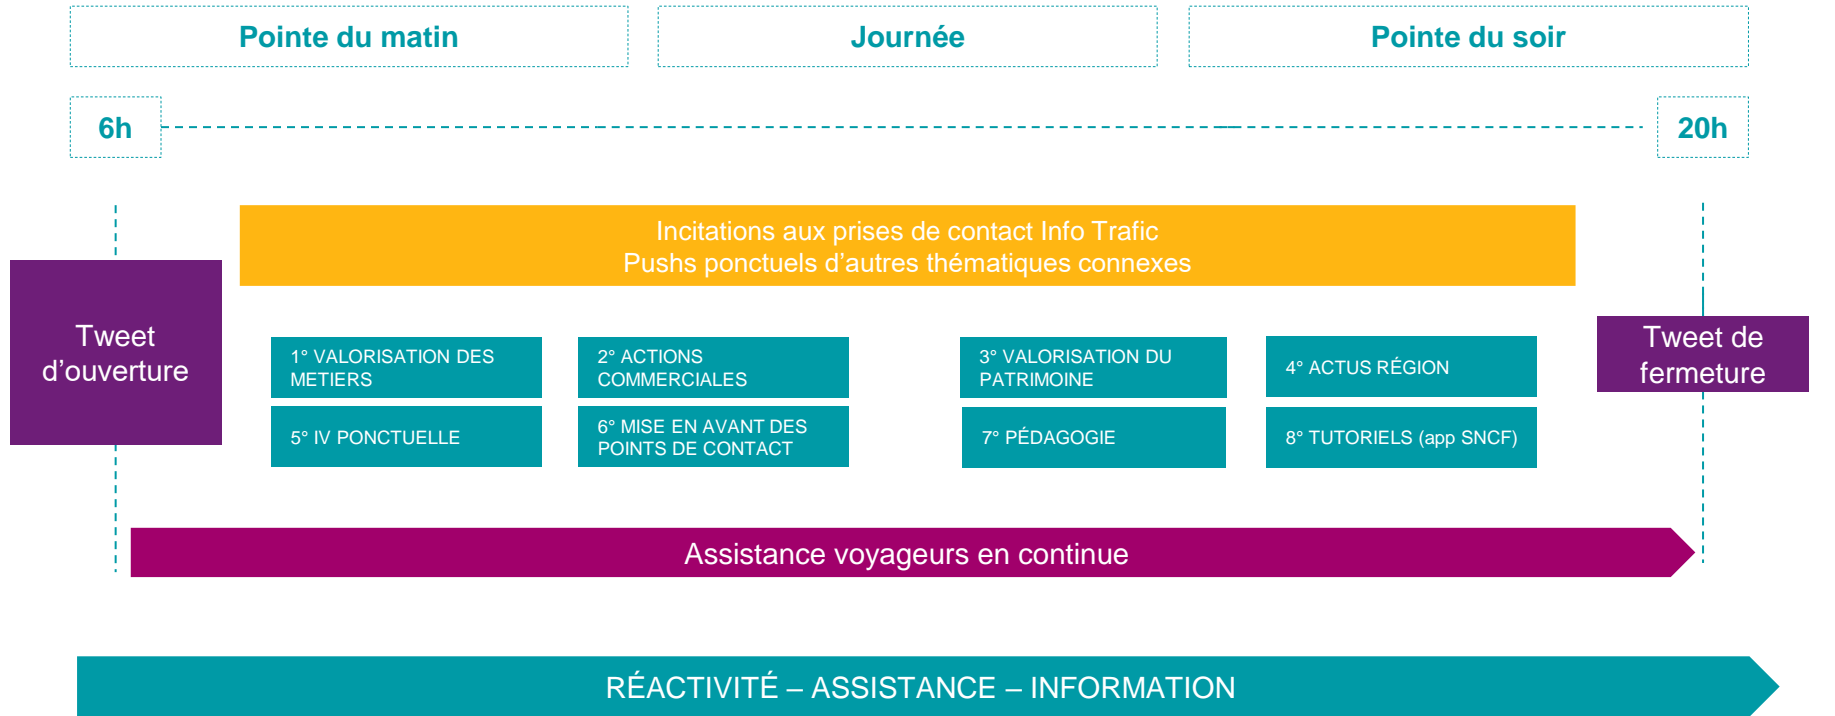 Pointe du matin
Journée
Pointe du soir
6h
20h
Incitations aux prises de contact Info Trafic
Pushs ponctuels d'autres thématiques connexes
Tweet
d'ouverture
1° VALORISATION DES
METIERS
2° ACTIONS
COMMERCIALES
3° VALORISATION DU
PATRIMOINE
4° ACTUS RÉGION
Tweet de
fermeture
5° IV PONCTUELLE
6° MISE EN AVANT DES
POINTS DE CONTACT
7° PÉDAGOGIE
8° TUTORIELS (app SNCF)
Assistance voyageurs en continue
RÉACTIVITÉ – ASSISTANCE – INFORMATION